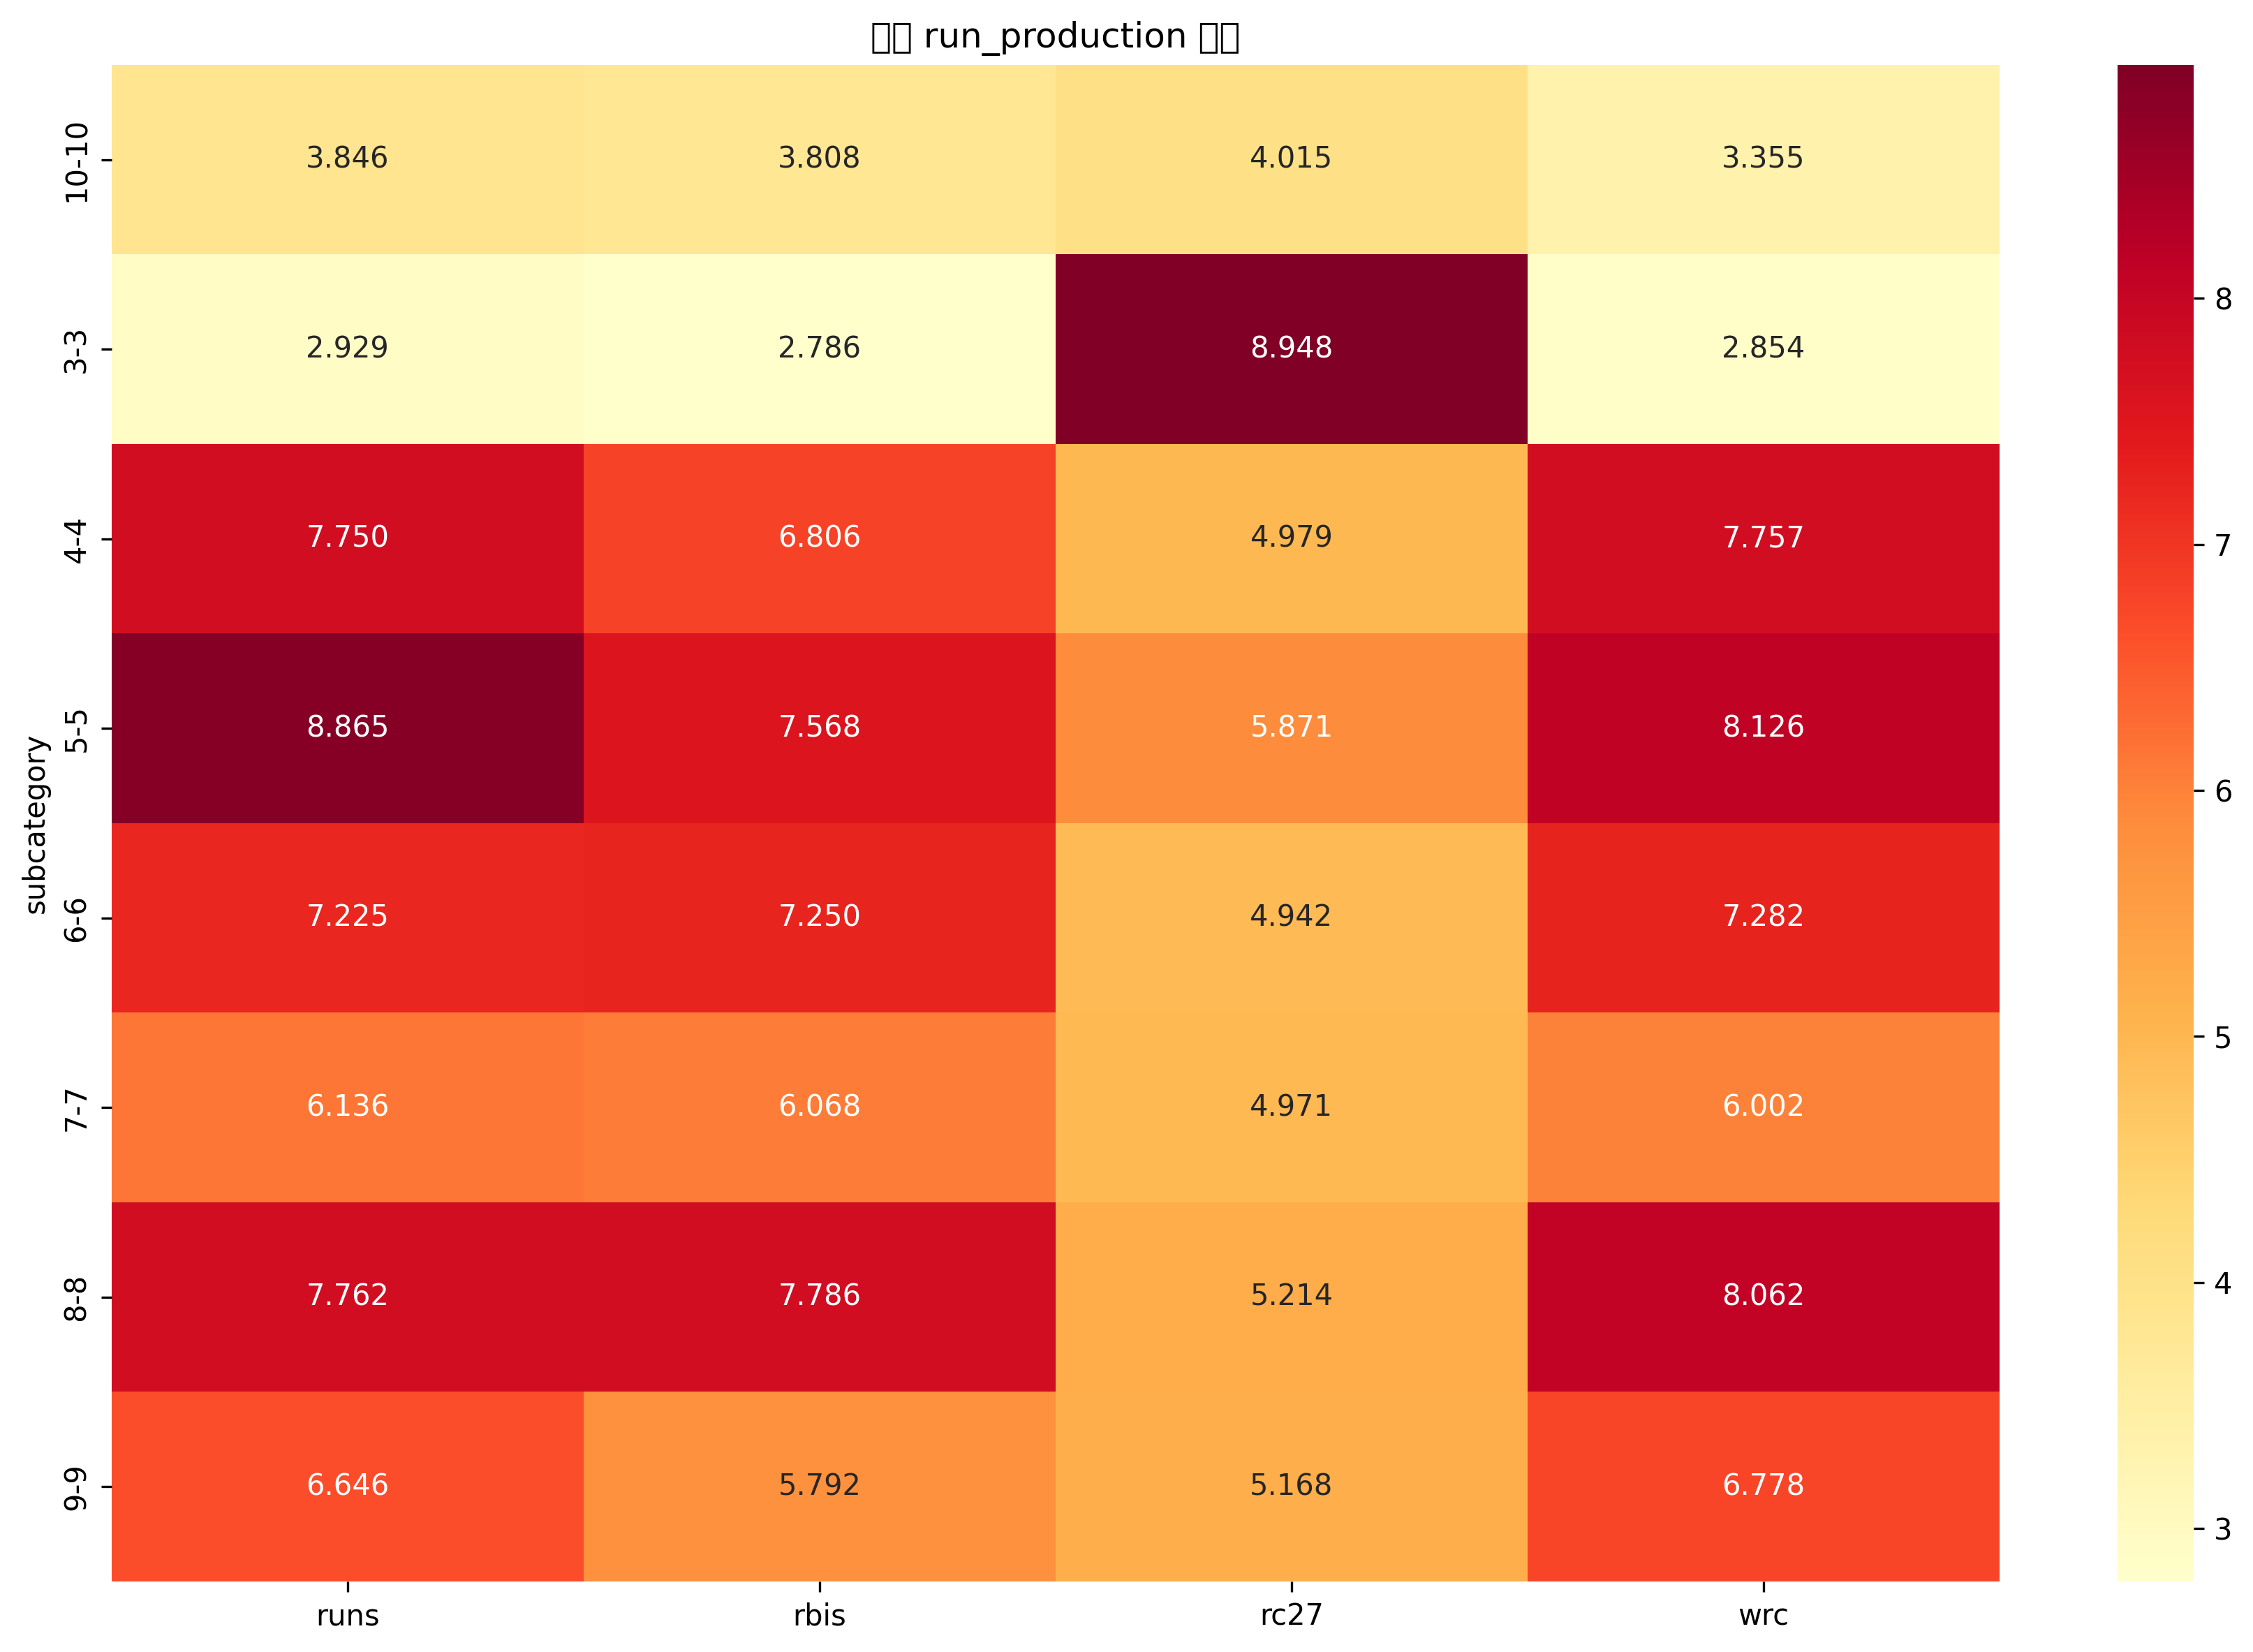 run_production
10-10 3.846 3.808 4.015 3.355
3-3 2.929 2.786 8.948 2.854
4-4 7.750 6.806 4.979 7.757
5-5 8.865 7.568 5.871 8.126
6-6 7.225 7.250 4.942 7.282
7-7 6.136 6.068 4.971 6.002
8-8 7.762 7.786 5.214 8.062
9-9 6.646 5.792 5.168 6.778
subcategory
runs rbis rc27 wrc
8
7
6
5
4
3